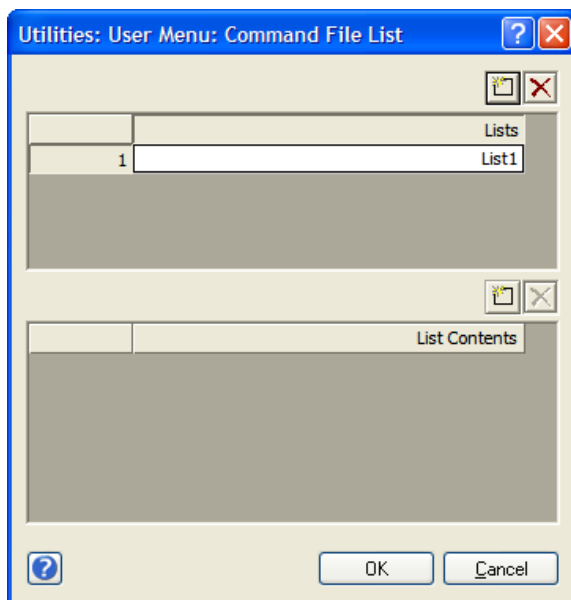 Utilities: User Menu: Command File List
Lists
1 List1
List Contents
OK Cancel